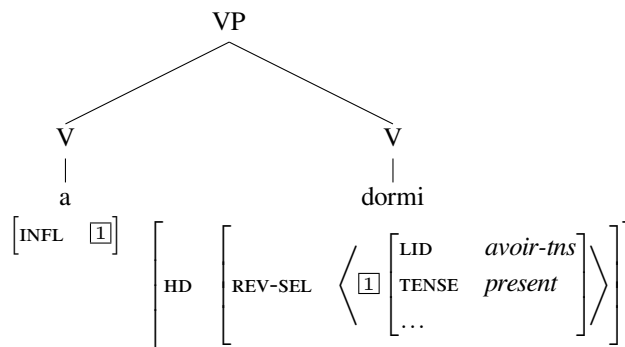 VP
V V
a dormi
[INFL 1] [HD [REV-SEL ⟨ 1 [LID avoir-tns
TENSE present
...] ⟩]]